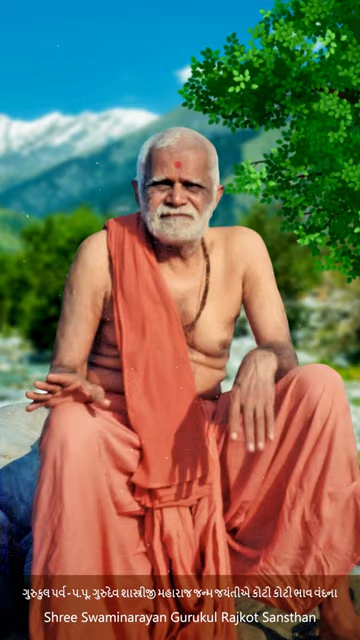 ગુરુકુલ પર્વ - પ.પૂ. ગુરુદેવ શાસ્ત્રીજી મહારાજ જન્મ જયંતીએ કોટી કોટી ભાવ વંદના
Shree Swaminarayan Gurukul Rajkot Sansthan